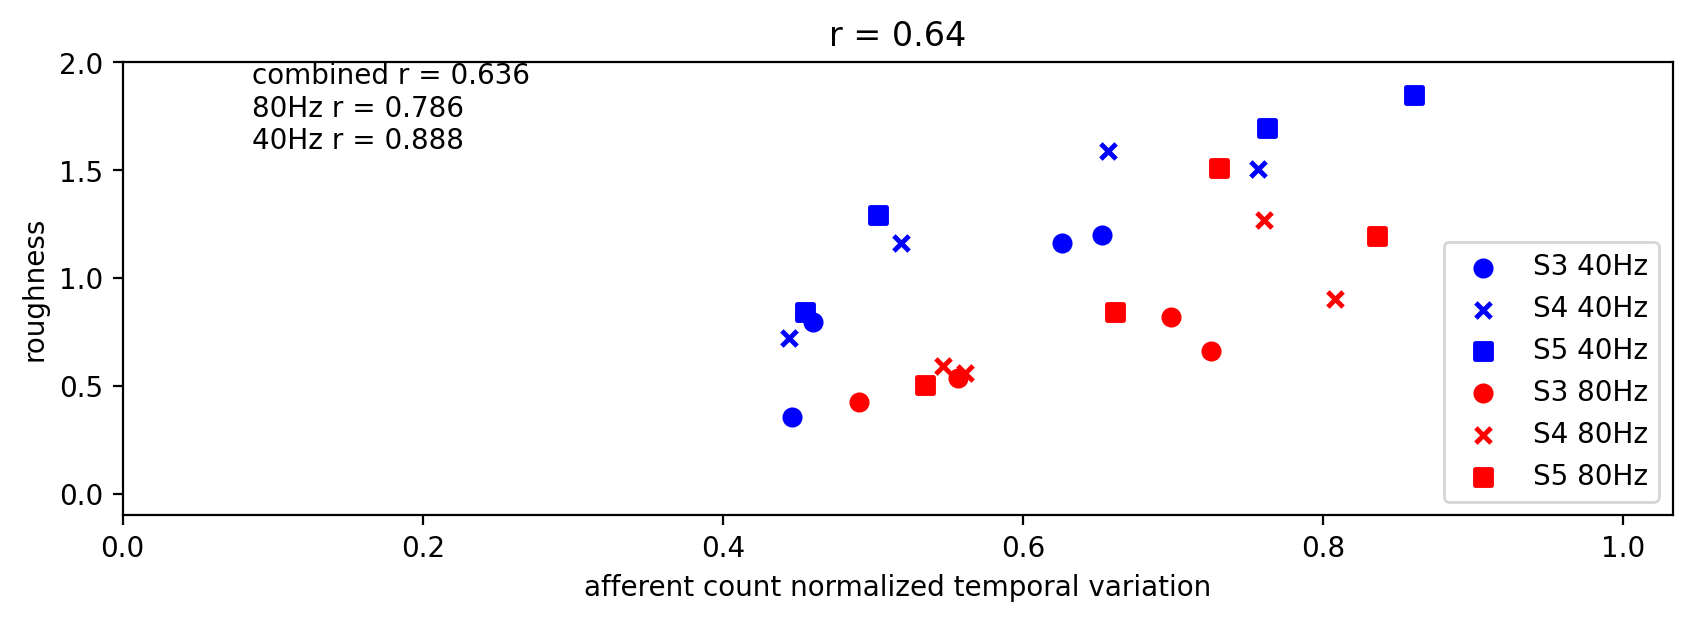 r = 0.64
combined r = 0.636
80Hz r = 0.786
40Hz r = 0.888
2.0
1.5
1.0
0.5
0.0
roughness
S3 40Hz
S4 40Hz
S5 40Hz
S3 80Hz
S4 80Hz
S5 80Hz
0.0 0.2 0.4 0.6 0.8 1.0
afferent count normalized temporal variation